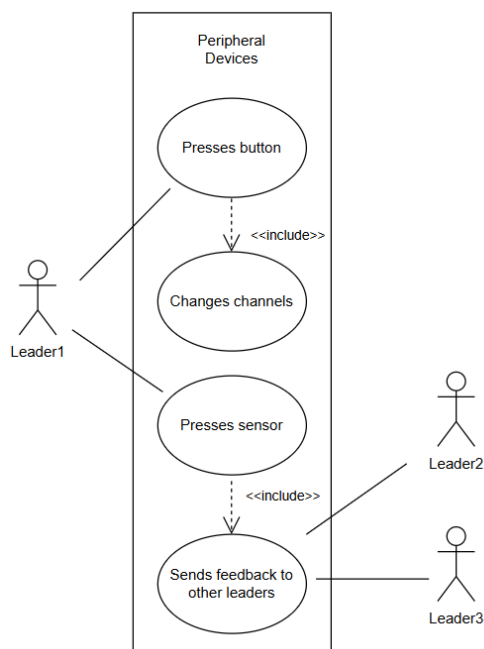 Peripheral
Devices
Presses button
<<include>>
Changes channels
Leader1
Presses sensor
Leader2
<<include>>
Sends feedback to
other leaders
Leader3